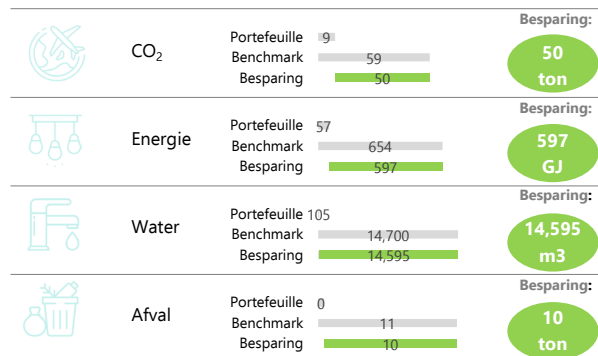 Besparing:
CO2
Portefeuille 9
Benchmark 59
Besparing 50
50
ton
Besparing:
Energie
Portefeuille 57
Benchmark 654
Besparing 597
597
GJ
Besparing:
Water
Portefeuille 105
Benchmark 14,700
Besparing 14,595
14,595
m3
Besparing:
Afval
Portefeuille 0
Benchmark 11
Besparing 10
10
ton